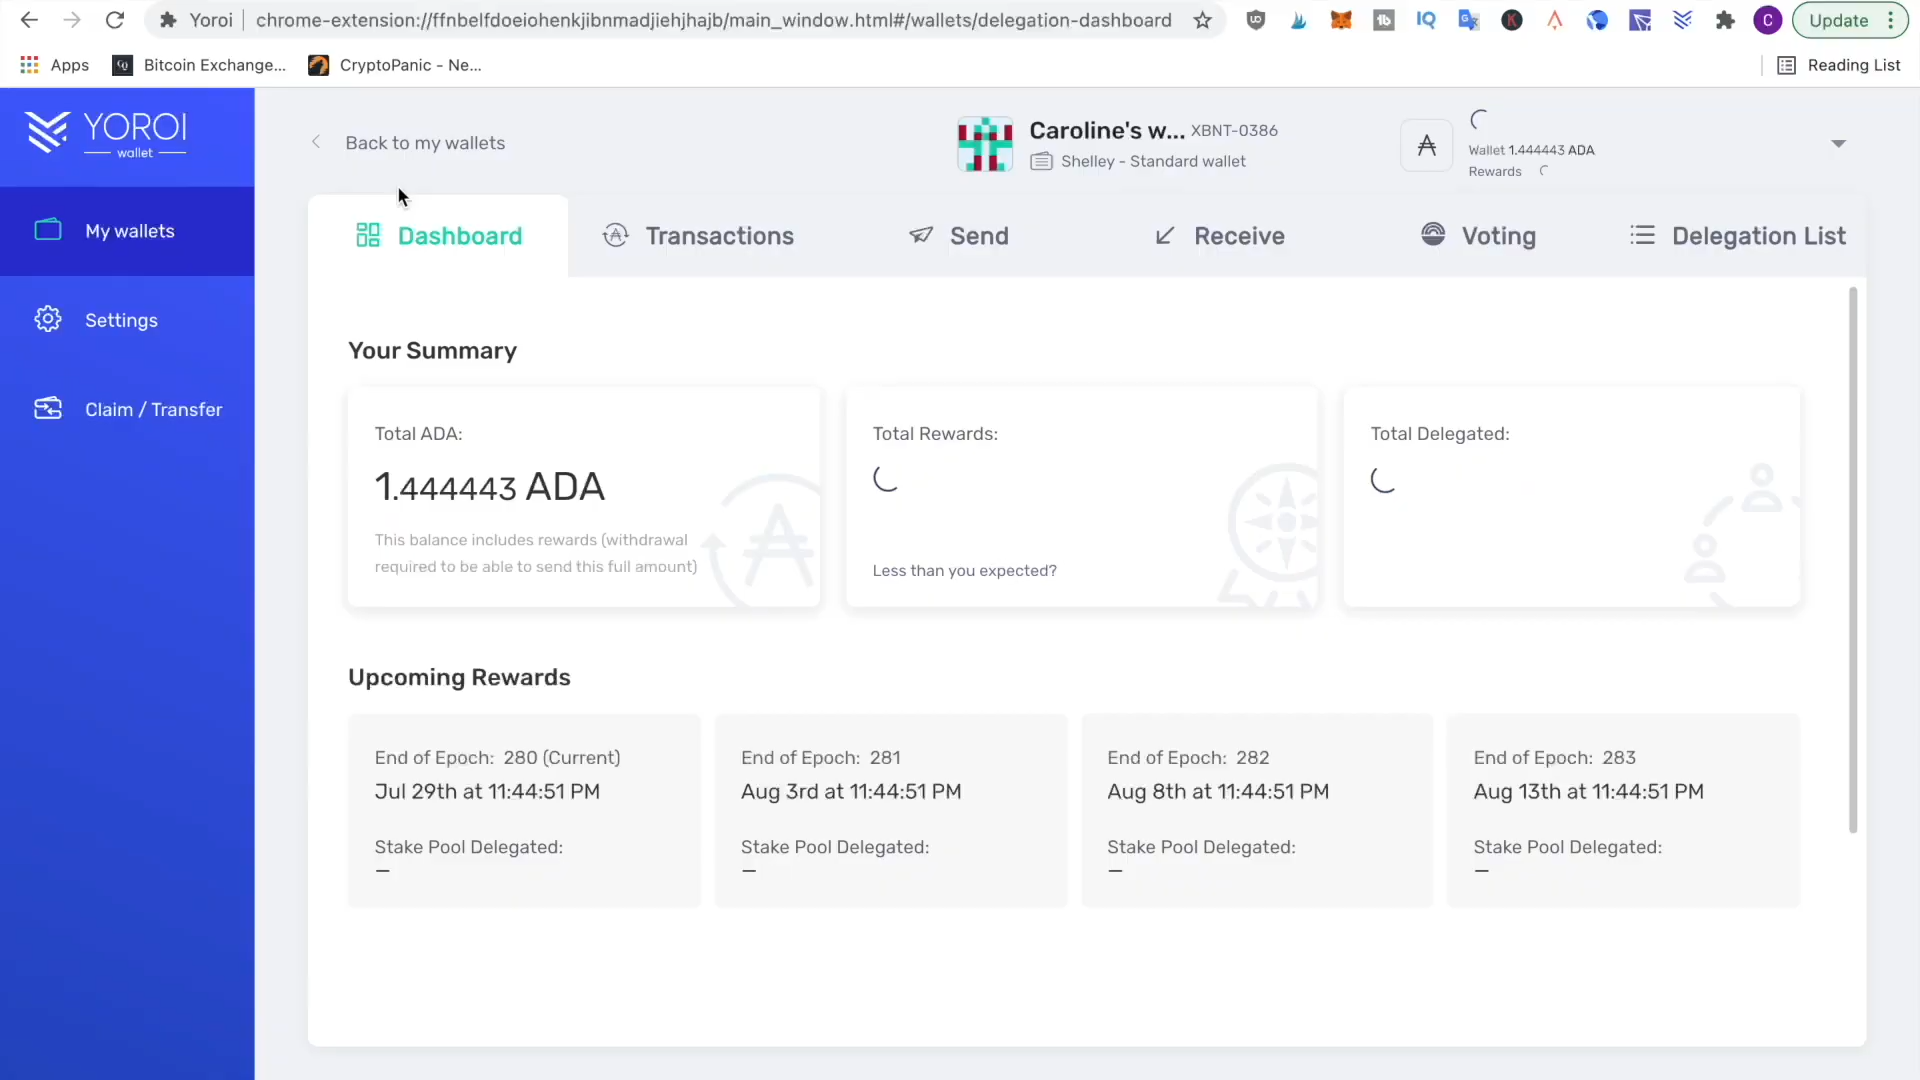 Yoroi
chrome-extension://ffnbelfdoeiohenkjibnmadjiehjhajb/main_window.html#/wallets/delegation-dashboard
Update
Apps
Bitcoin Exchange...
CryptoPanic - Ne...
Reading List
YOROI
wallet
Back to my wallets
Caroline's w... XBNT-0386
Shelley - Standard wallet
Wallet 1.444443 ADA
Rewards
My wallets
Settings
Claim / Transfer
Dashboard
Transactions
Send
Receive
Voting
Delegation List
Your Summary
Total ADA:
1.444443 ADA
This balance includes rewards (withdrawal
required to be able to send this full amount)
Total Rewards:
Less than you expected?
Total Delegated:
Upcoming Rewards
End of Epoch: 280 (Current)
Jul 29th at 11:44:51 PM
Stake Pool Delegated:
—
End of Epoch: 281
Aug 3rd at 11:44:51 PM
Stake Pool Delegated:
—
End of Epoch: 282
Aug 8th at 11:44:51 PM
Stake Pool Delegated:
—
End of Epoch: 283
Aug 13th at 11:44:51 PM
Stake Pool Delegated:
—